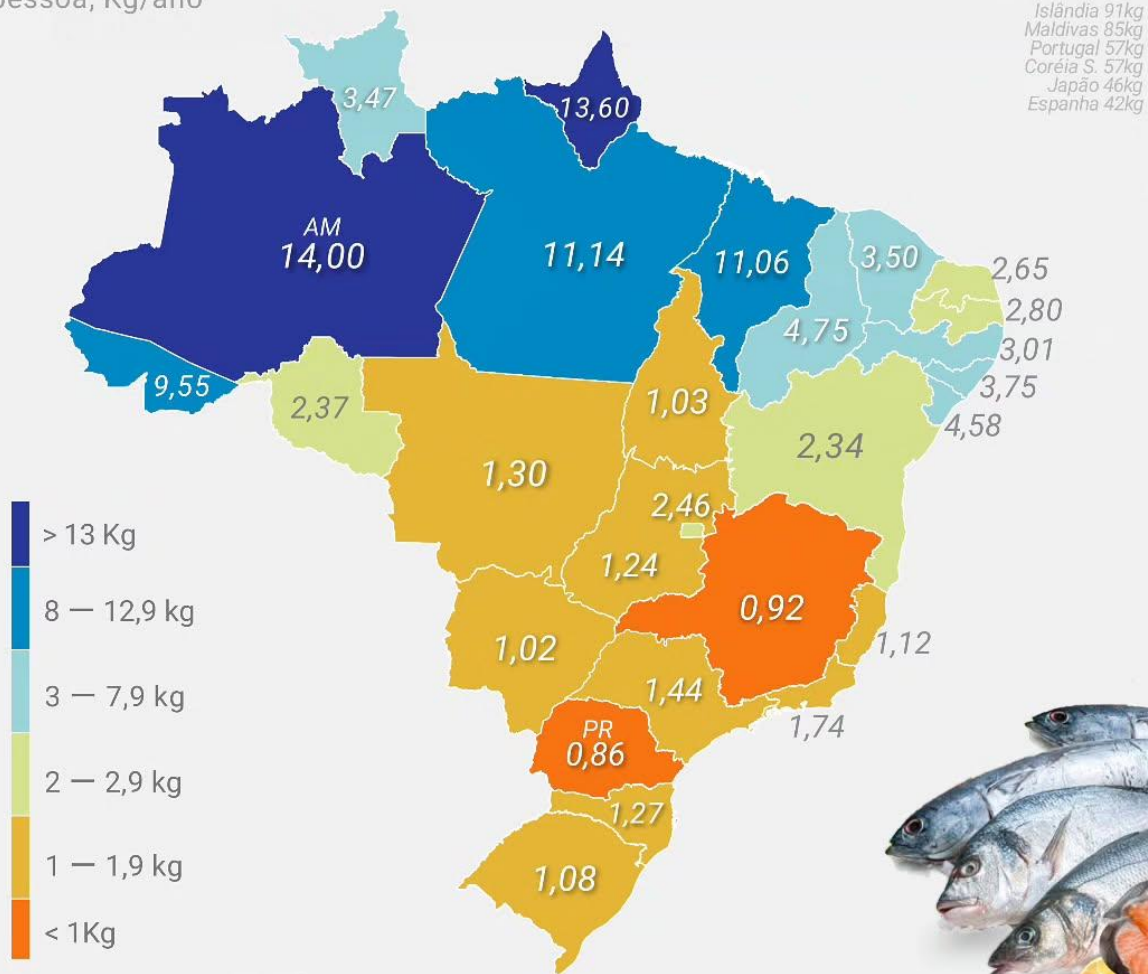 pessoa, Kg/ano
Islândia 91kg
Maldivas 85kg
Portugal 57kg
Coréia S. 57kg
Japão 46kg
Espanha 42kg
3,47
13,60
AM
14,00
11,14
11,06
3,50
2,65
2,80
4,75
3,01
3,75
4,58
9,55
2,37
1,03
2,34
1,30
2,46
1,24
0,92
1,12
1,02
1,44
1,74
PR
0,86
1,27
1,08
> 13 Kg
8 — 12,9 kg
3 — 7,9 kg
2 — 2,9 kg
1 — 1,9 kg
< 1Kg